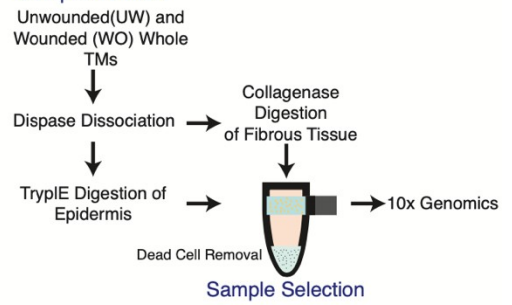 Unwounded(UW) and
Wounded (WO) Whole
TMs
Dispase Dissociation
Collagenase
Digestion
of Fibrous Tissue
TryplE Digestion of
Epidermis
10x Genomics
Dead Cell Removal
Sample Selection